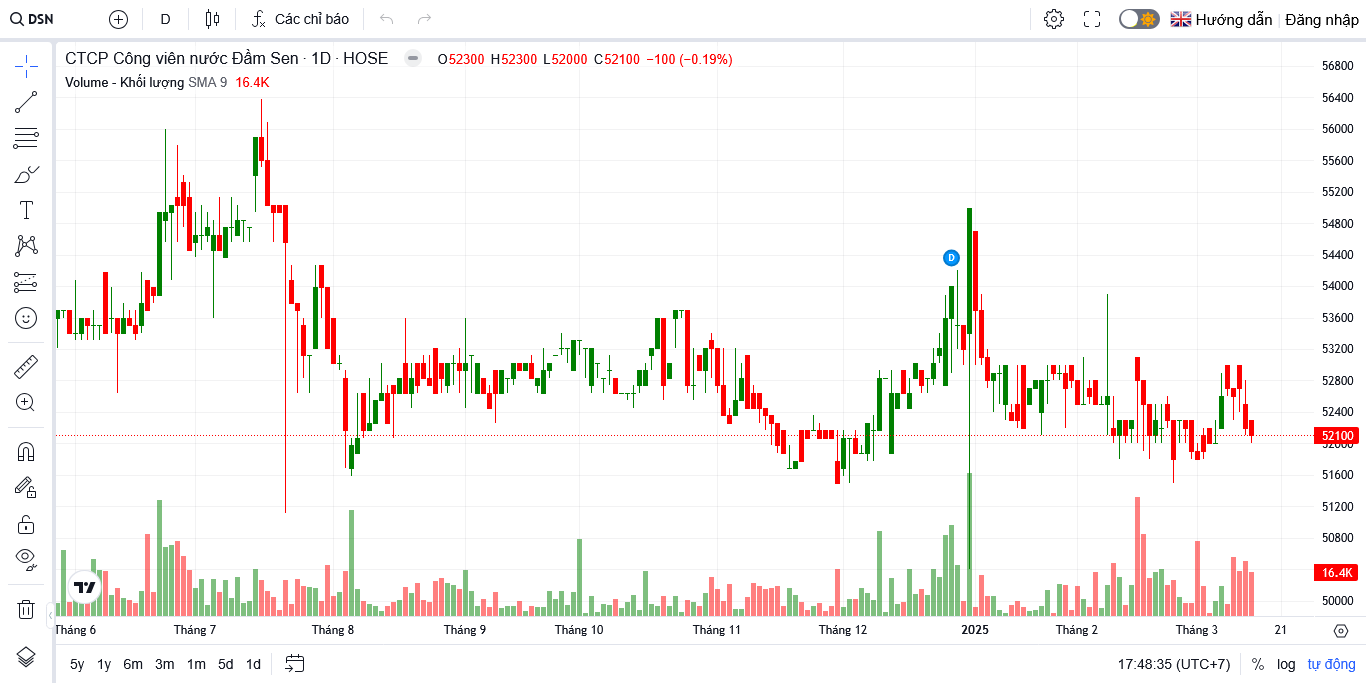 DSN D Các chỉ báo Hướng dẫn Đăng nhập
CTCP Công viên nước Đầm Sen · 1D · HOSE O52300 H52300 L52000 C52100 −100 (−0.19%)
Volume - Khối lượng SMA 9 16.4K
56800
56400
56000
55600
55200
54800
54400
54000
53600
53200
52800
52400
52100
52000
51600
51200
50800
16.4K
50000
D
Tháng 6 Tháng 7 Tháng 8 Tháng 9 Tháng 10 Tháng 11 Tháng 12 2025 Tháng 2 Tháng 3 21
5y 1y 6m 3m 1m 5d 1d 17:48:35 (UTC+7) % log tự động